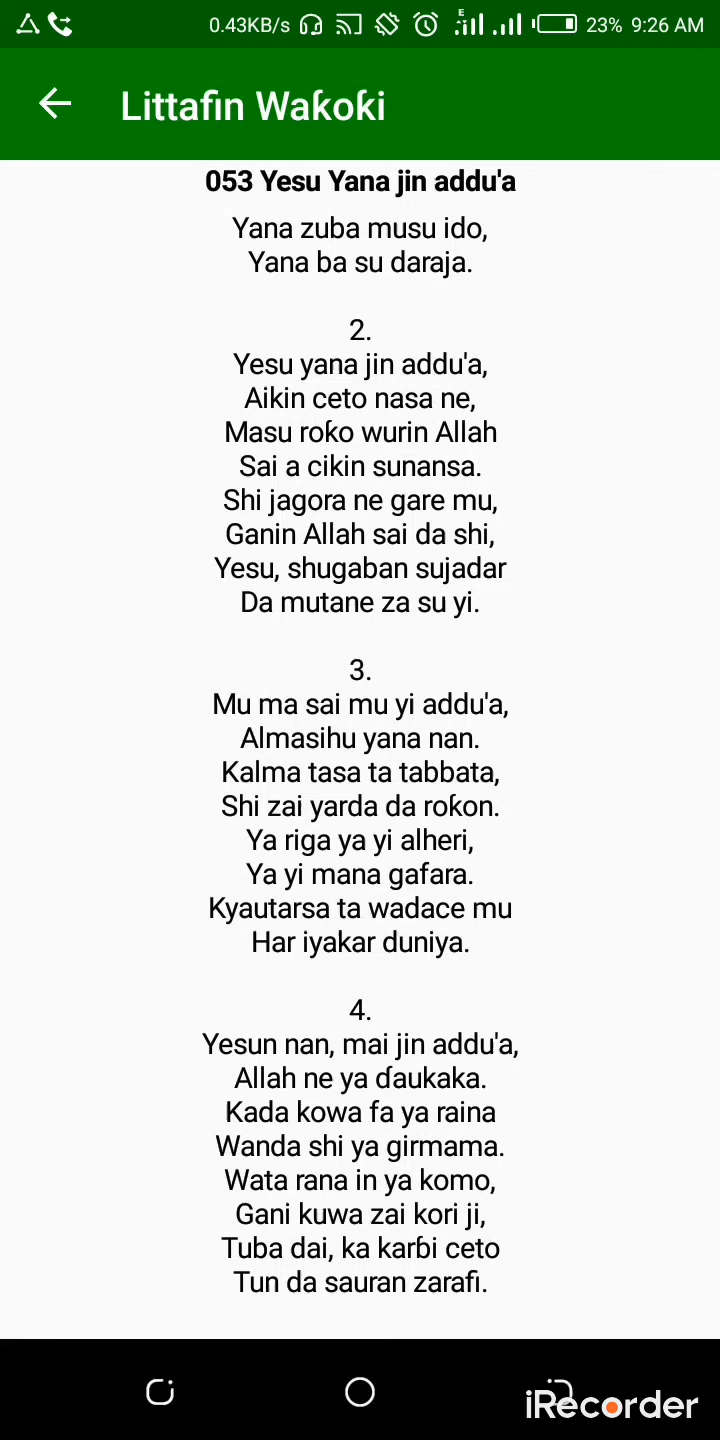 0.43KB/s E 23% 9:26 AM
Littafin Waƙoƙi
053 Yesu Yana jin addu'a
Yana zuba musu ido,
Yana ba su daraja.
2.
Yesu yana jin addu'a,
Aikin ceto nasa ne,
Masu roƙo wurin Allah
Sai a cikin sunansa.
Shi jagora ne gare mu,
Ganin Allah sai da shi,
Yesu, shugaban sujadar
Da mutane za su yi.
3.
Mu ma sai mu yi addu'a,
Almasihu yana nan.
Kalma tasa ta tabbata,
Shi zai yarda da roƙon.
Ya riga ya yi alheri,
Ya yi mana gafara.
Kyautarsa ta wadace mu
Har iyakar duniya.
4.
Yesun nan, mai jin addu'a,
Allah ne ya ɗaukaka.
Kada kowa fa ya raina
Wanda shi ya girmama.
Wata rana in ya komo,
Gani kuwa zai kori ji,
Tuba dai, ka karɓi ceto
Tun da sauran zarafi.
iRecorder